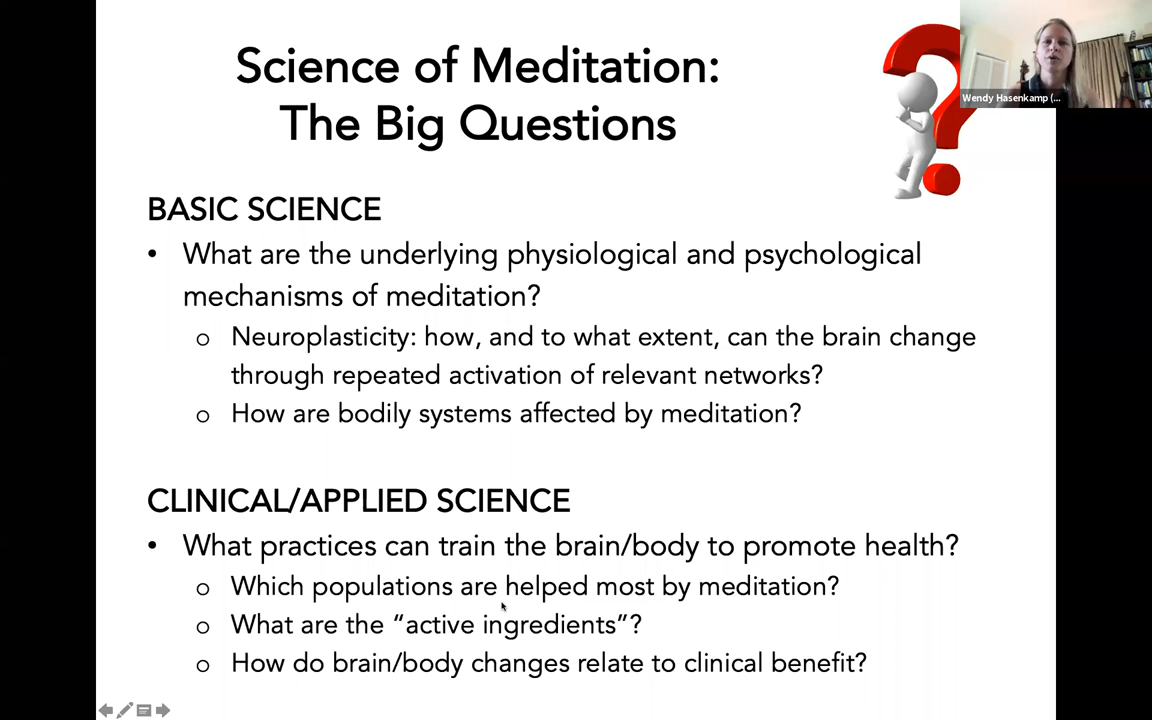 Science of Meditation:
The Big Questions
Wendy Hasenkamp (...
BASIC SCIENCE
• What are the underlying physiological and psychological
mechanisms of meditation?
o Neuroplasticity: how, and to what extent, can the brain change
through repeated activation of relevant networks?
o How are bodily systems affected by meditation?
CLINICAL/APPLIED SCIENCE
• What practices can train the brain/body to promote health?
o Which populations are helped most by meditation?
o What are the “active ingredients”?
o How do brain/body changes relate to clinical benefit?